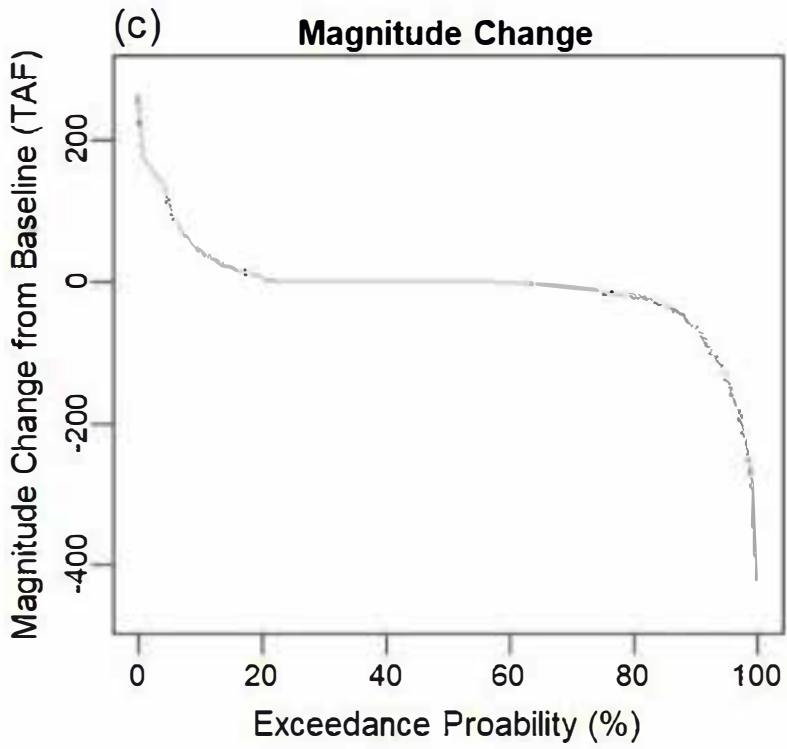 (c)
Magnitude Change
Magnitude Change from Baseline (TAF)
200
0
-200
-400
0 20 40 60 80 100
Exceedance Proability (%)